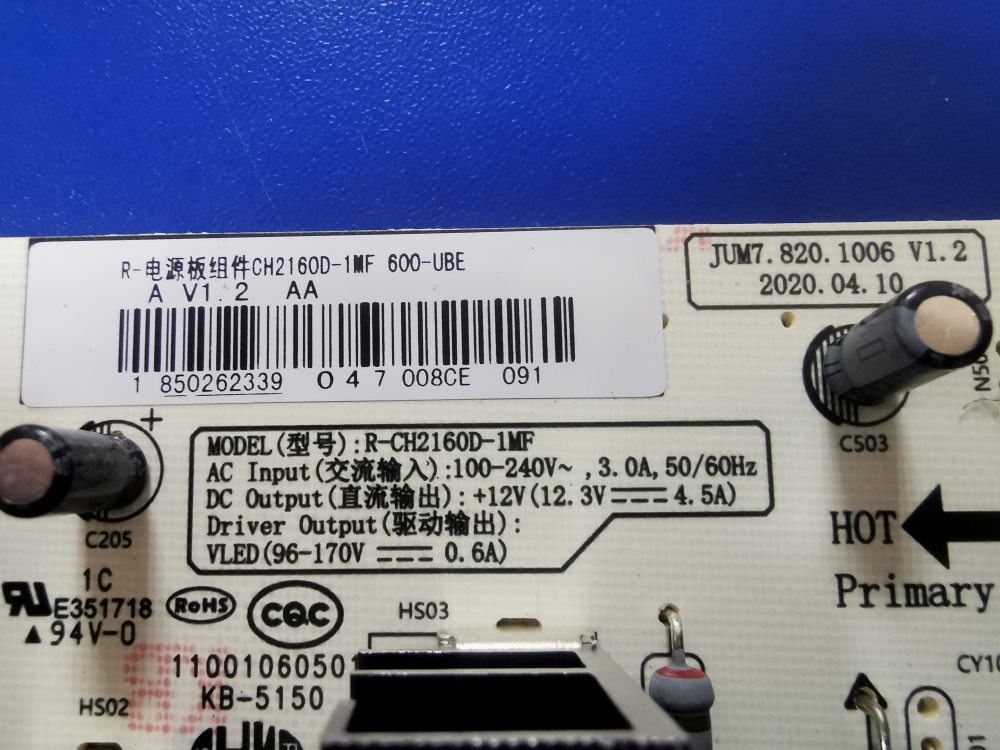 R-电源板组件CH2160D-1MF 600-UBE
A V1.2 AA
1 850262339 047 008CE 091
JUM7.820.1006 V1.2
2020.04.10
C503
MODEL(型号):R-CH2160D-1MF
AC Input(交流输入):100-240V~ ,3.0A,50/60Hz
DC Output(直流输出): +12V(12.3V 4.5A)
Driver Output(驱动输出):
VLED(96-170V 0.6A)
+
C205
HOT
Primary
1C
E351718
94V-0
RoHS
CQC
HS03
11001060501
KB-5150
HS02